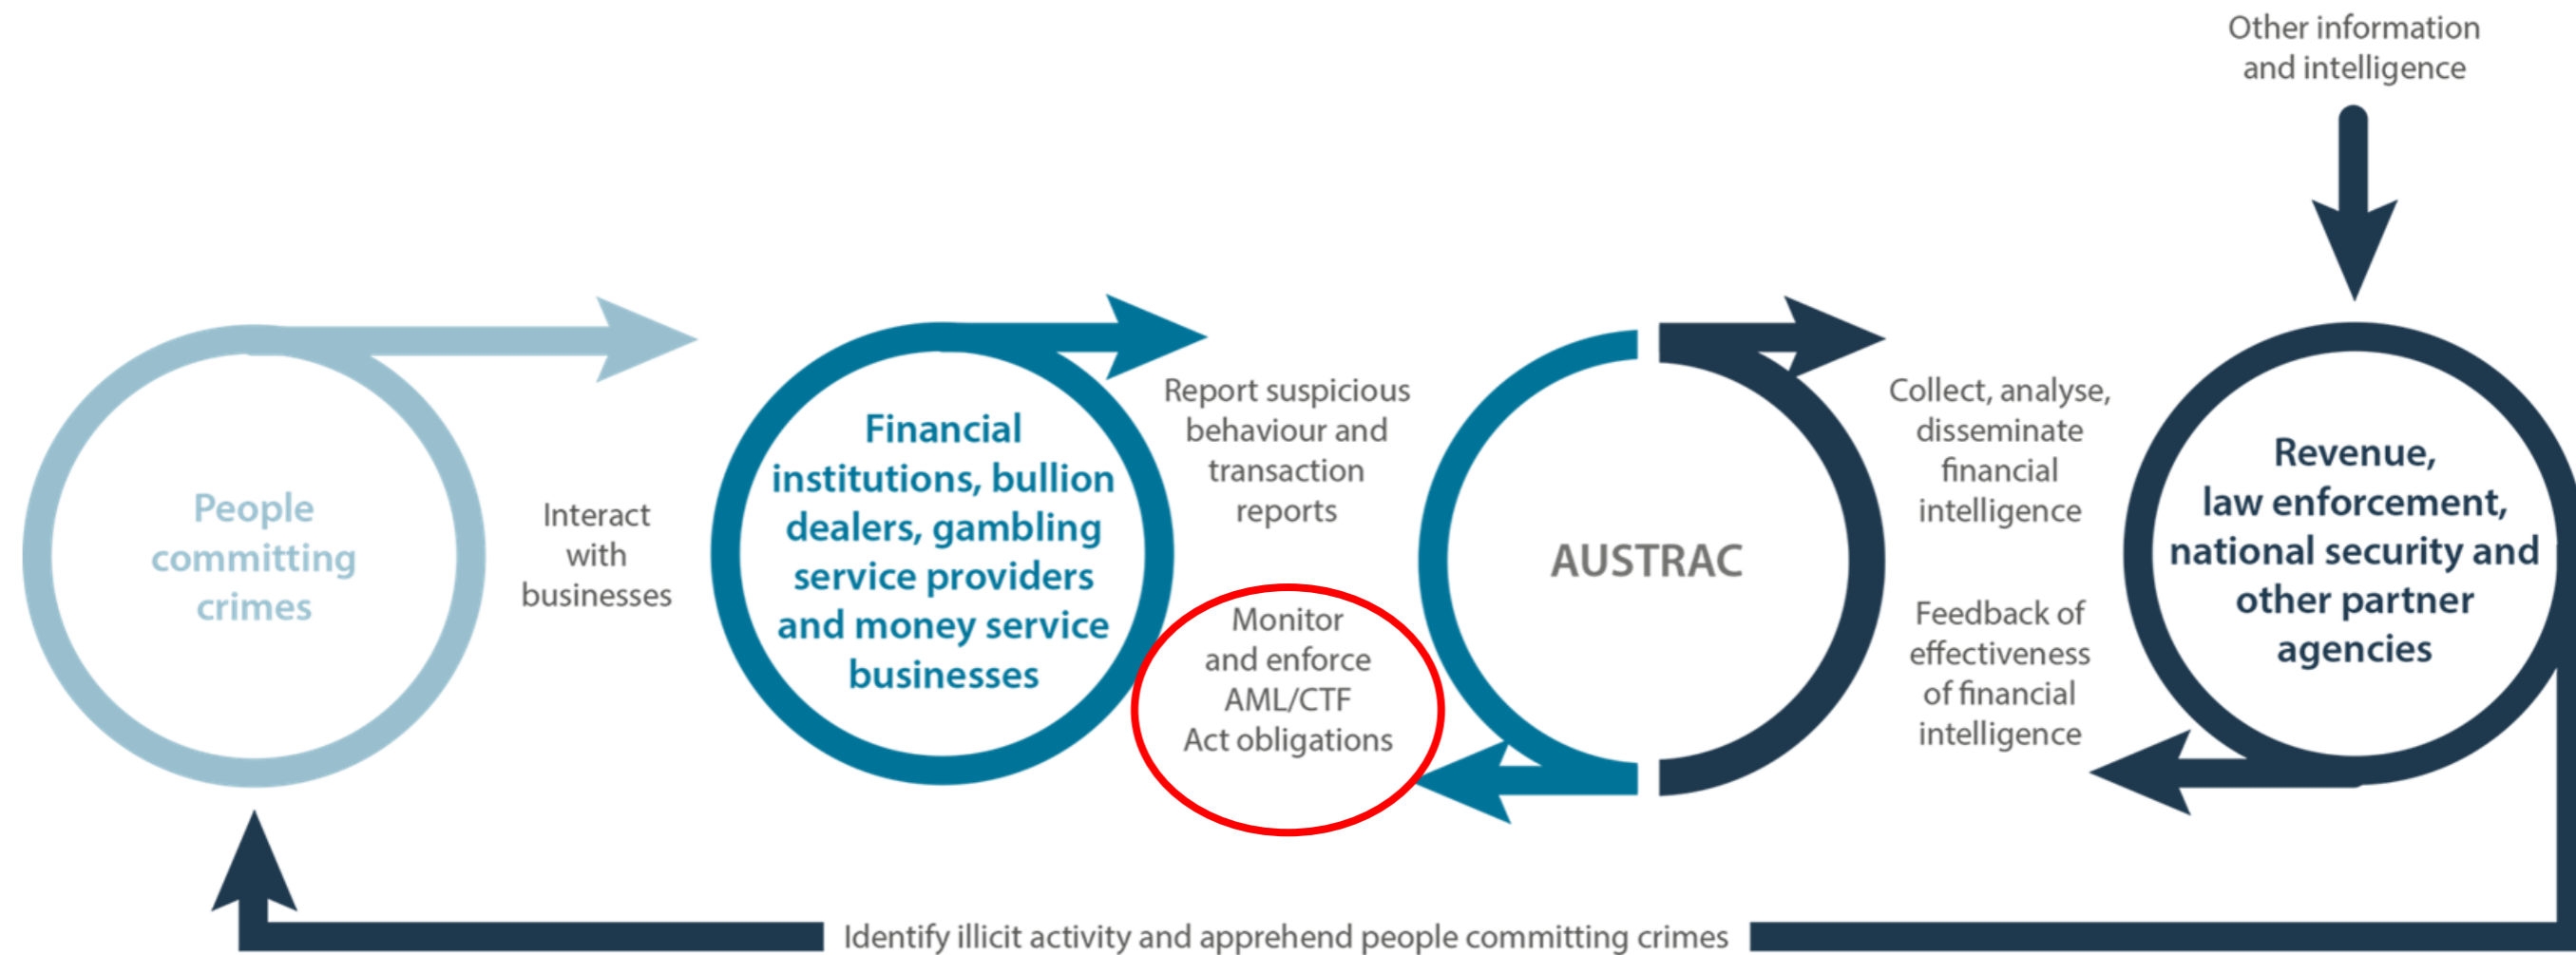 Other information
and intelligence
People
committing
crimes
Interact
with
businesses
Financial
institutions, bullion
dealers, gambling
service providers
and money service
businesses
Report suspicious
behaviour and
transaction
reports
Monitor
and enforce
AML/CTF
Act obligations
AUSTRAC
Collect, analyse,
disseminate
financial
intelligence
Feedback of
effectiveness
of financial
intelligence
Revenue,
law enforcement,
national security and
other partner
agencies
Identify illicit activity and apprehend people committing crimes